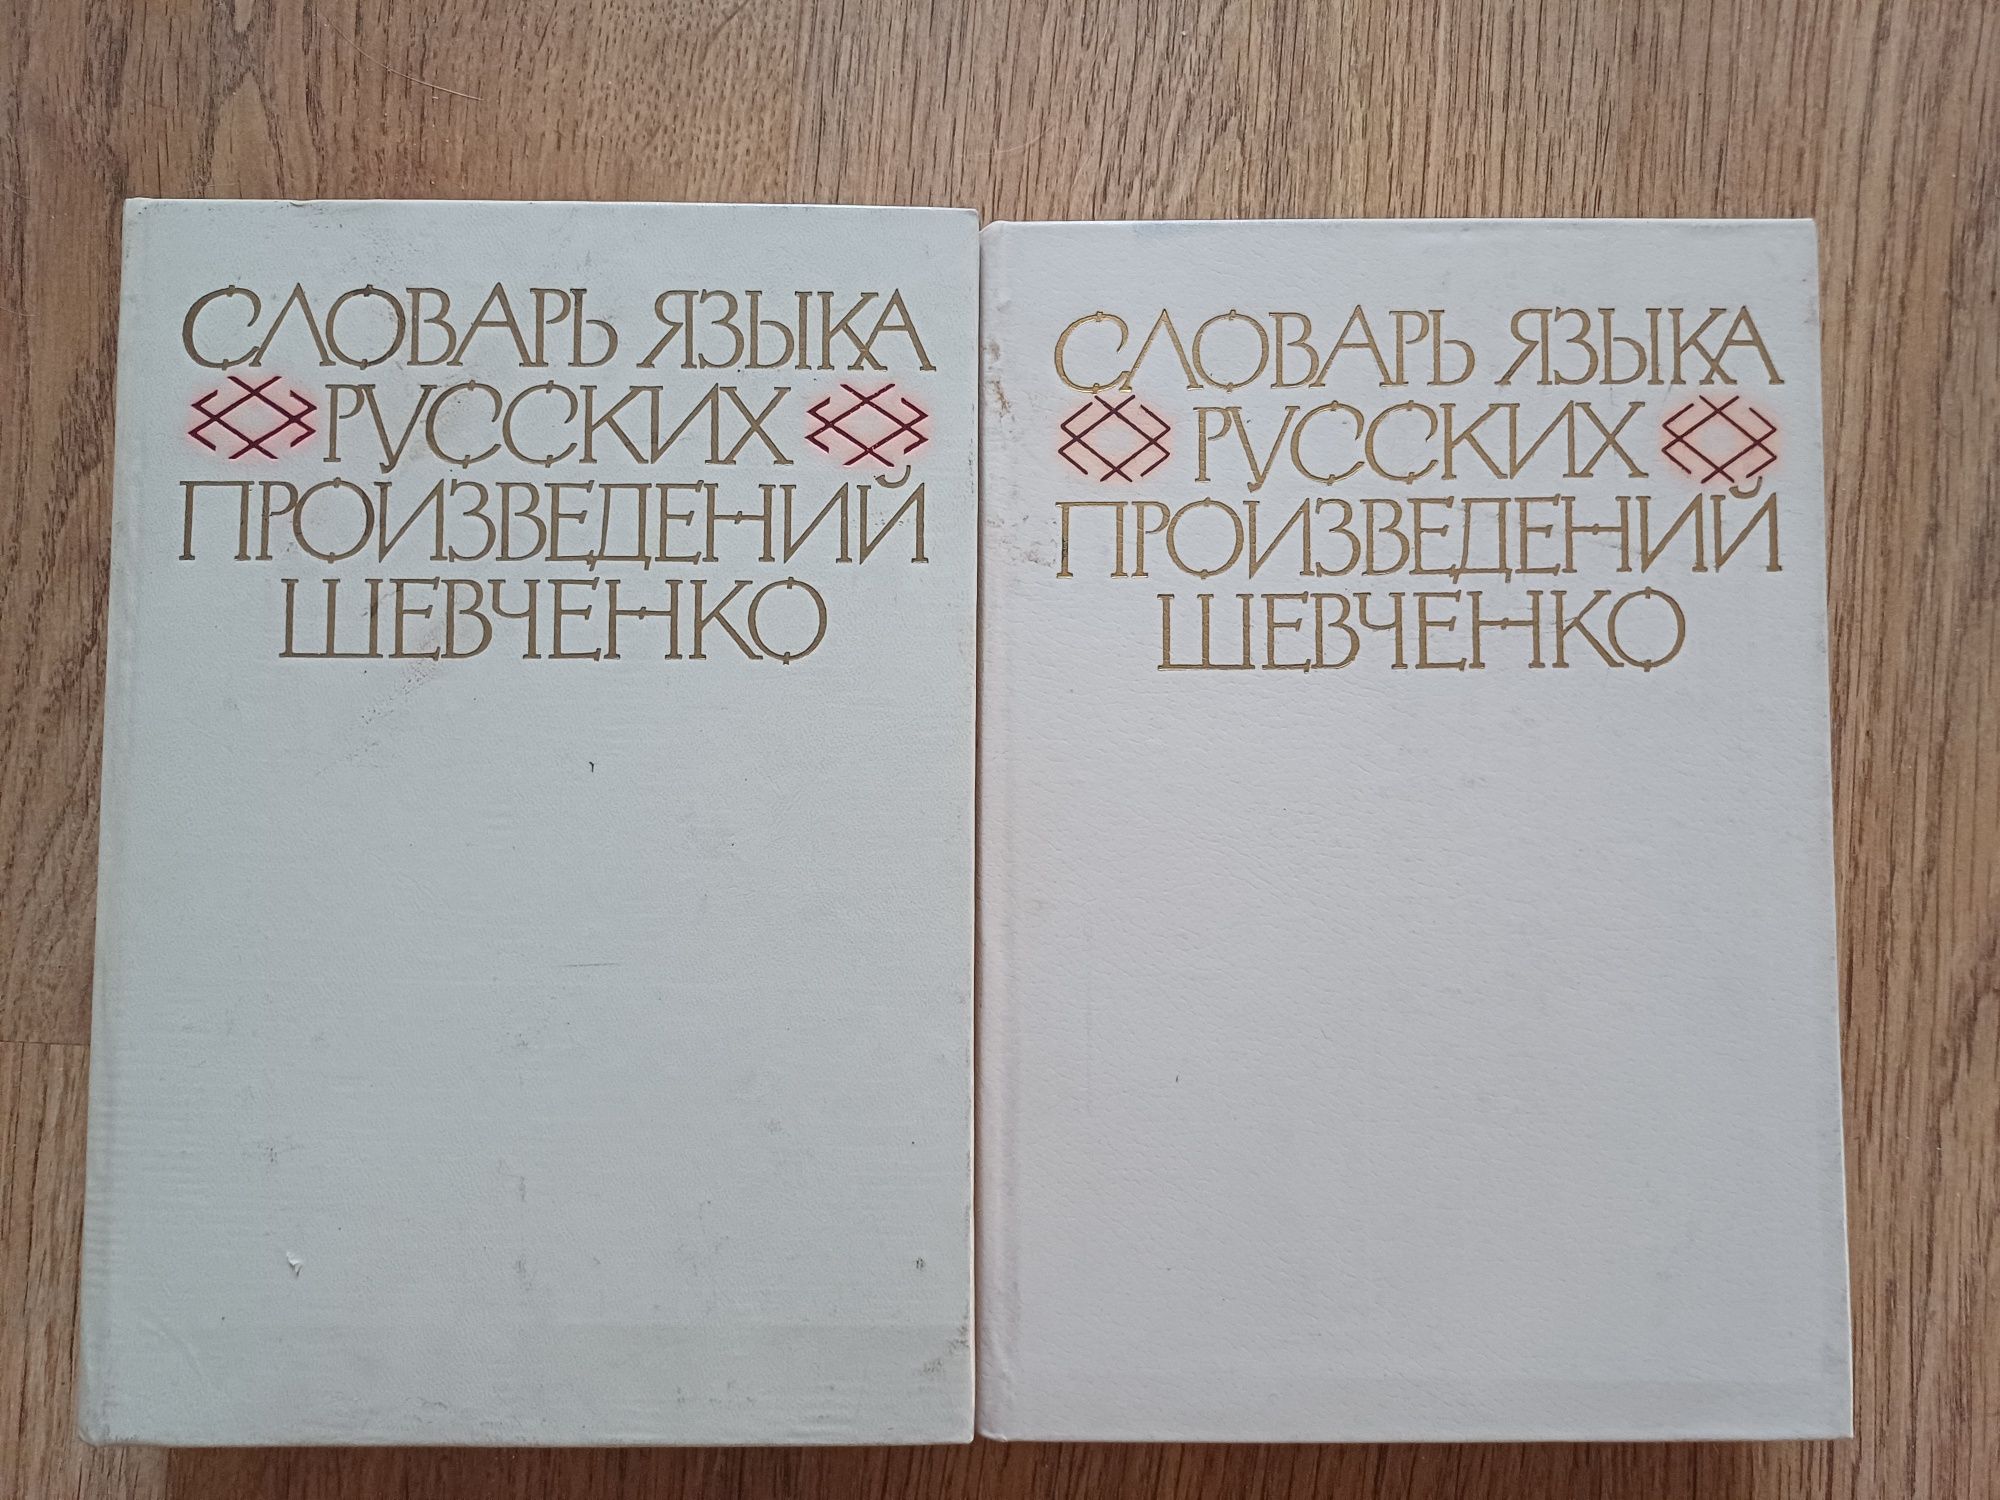 СЛОВАРЬ ЯЗЫКА
РУССКИХ
ПРОИЗВЕДЕНИЙ
ШЕВЧЕНКО
СЛОВАРЬ ЯЗЫКА
РУССКИХ
ПРОИЗВЕДЕНИЙ
ШЕВЧЕНКО